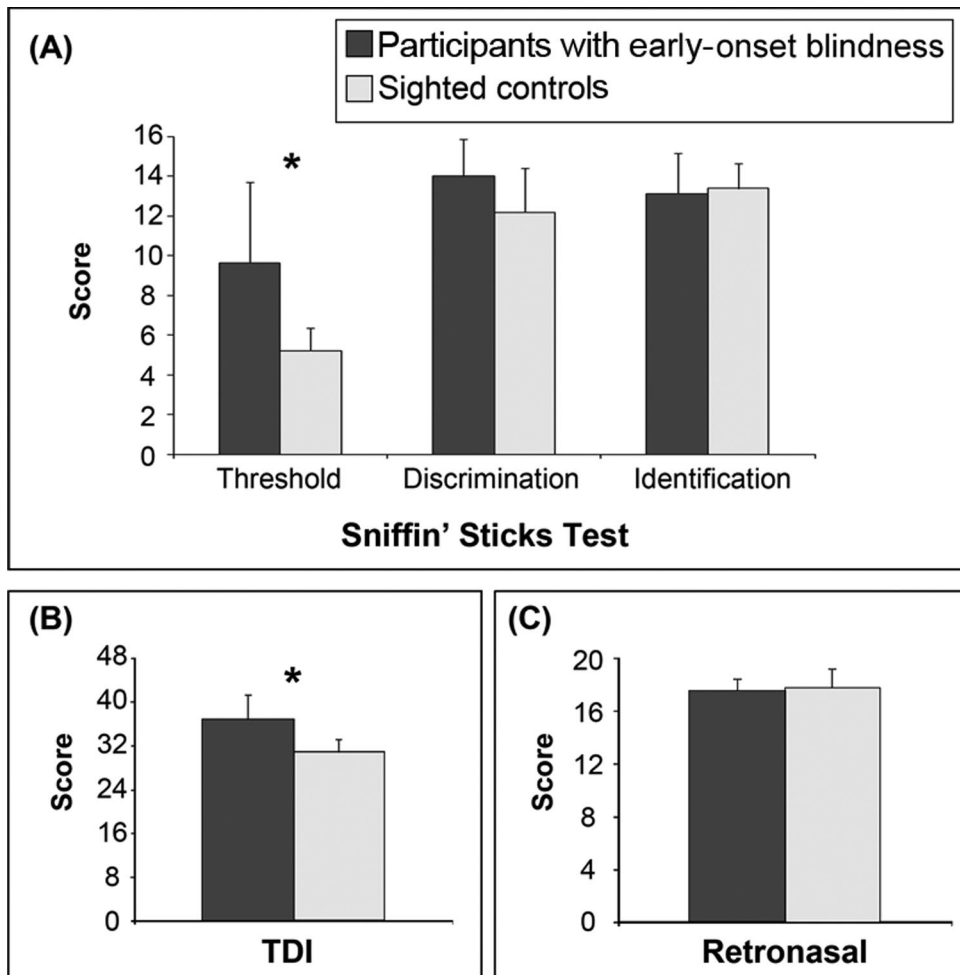 (A)
Participants with early-onset blindness
Sighted controls
16
14
12
10
8
6
4
2
0
Score
*
Threshold Discrimination Identification
Sniffin’ Sticks Test
(B)
48
40
32
24
16
8
0
Score
*
TDI
(C)
20
16
12
8
4
0
Score
Retronasal